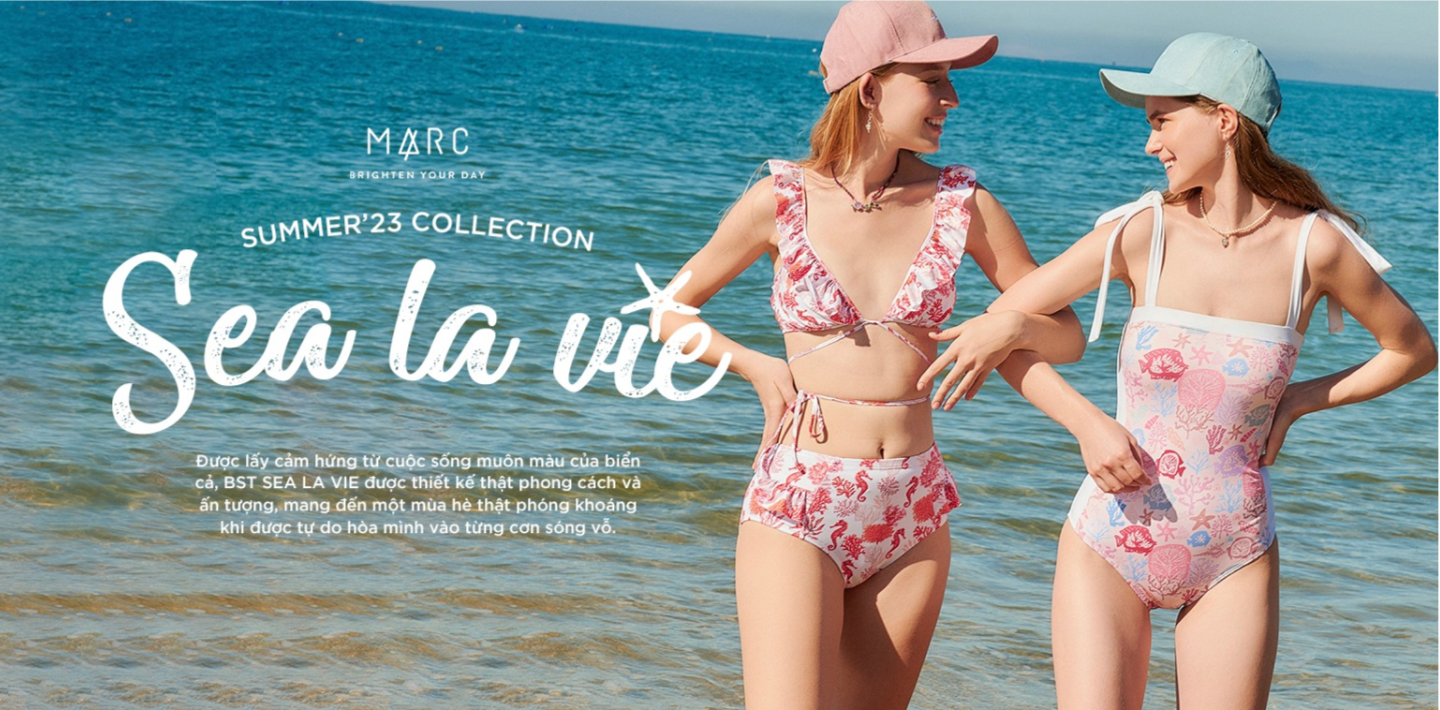 MARC
BRIGHTEN YOUR DAY
SUMMER'23 COLLECTION
Sea la vie
Được lấy cảm hứng từ cuộc sống muôn màu của biển
cả, BST SEA LA VIE được thiết kế thật phong cách và
ấn tượng, mang đến một mùa hè thật phóng khoáng
khi được tự do hòa mình vào từng cơn sóng vỗ.